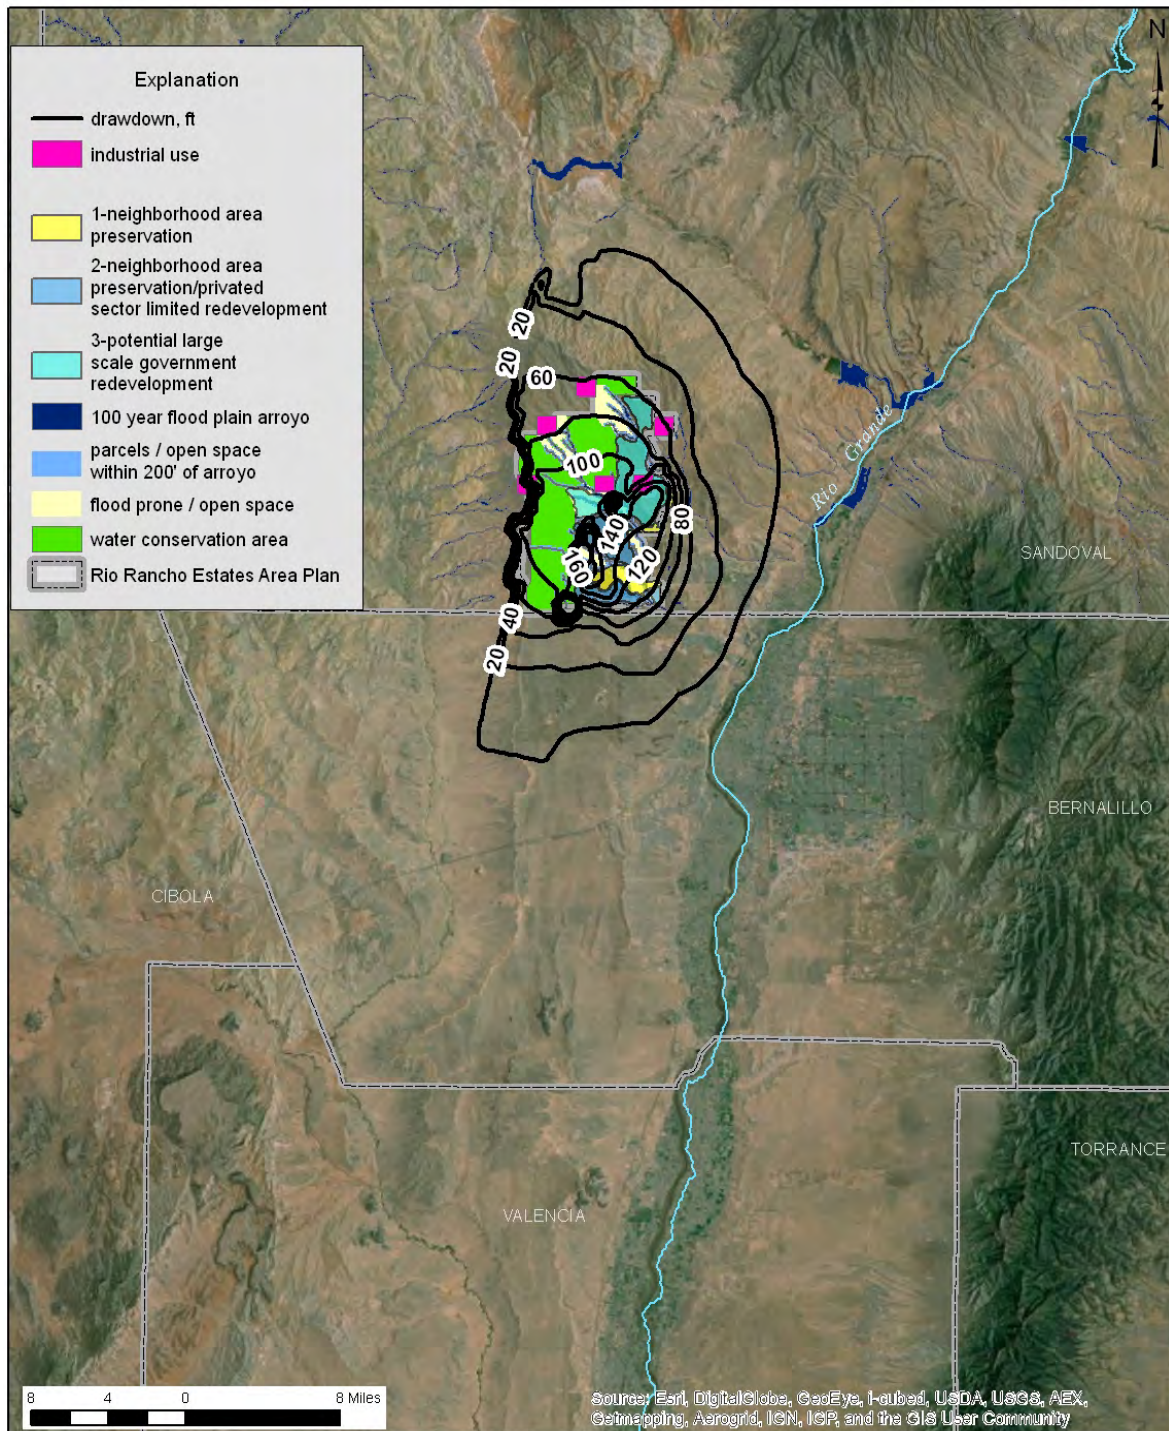 N
Explanation
drawdown, ft
industrial use
1-neighborhood area
preservation
2-neighborhood area
preservation/privated
sector limited redevelopment
3-potential large
scale government
redevelopment
100 year flood plain arroyo
parcels / open space
within 200' of arroyo
flood prone / open space
water conservation area
Rio Rancho Estates Area Plan
20
20
60
100
80
140
160
120
40
20
Rio Grande
SANDOVAL
BERNALILLO
CIBOLA
TORRANCE
VALENCIA
8 4 0 8 Miles
Source: Esri, DigitalGlobe, GeoEye, i-cubed, USDA, USGS, AEX,
Getmapping, Aerogrid, IGN, IGP, and the GIS User Community